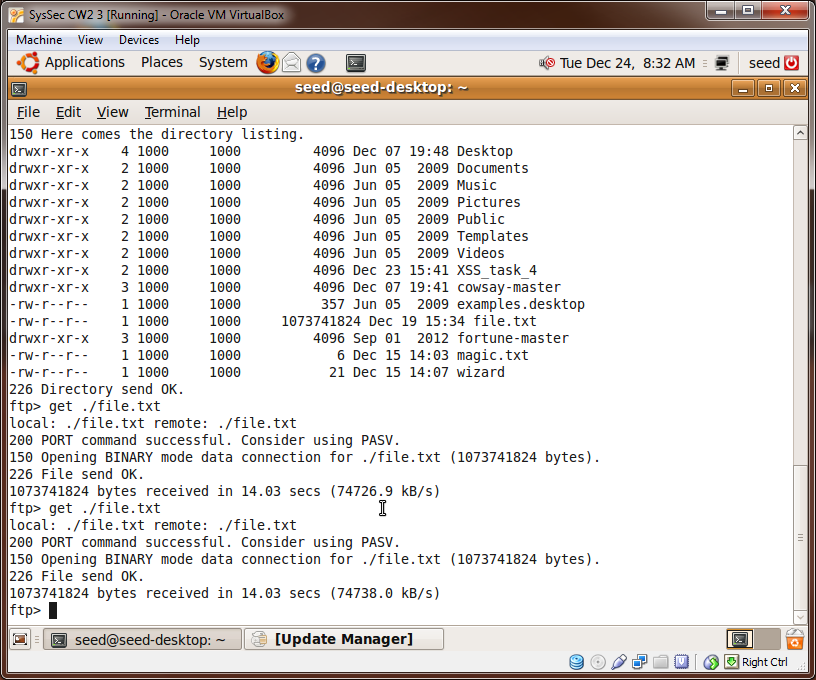 SysSec CW2 3 [Running] - Oracle VM VirtualBox
Machine View Devices Help
Applications Places System Tue Dec 24, 8:32 AM seed
seed@seed-desktop: ~
File Edit View Terminal Help
150 Here comes the directory listing.
drwxr-xr-x    4 1000     1000         4096 Dec 07 19:48 Desktop
drwxr-xr-x    2 1000     1000         4096 Jun 05  2009 Documents
drwxr-xr-x    2 1000     1000         4096 Jun 05  2009 Music
drwxr-xr-x    2 1000     1000         4096 Jun 05  2009 Pictures
drwxr-xr-x    2 1000     1000         4096 Jun 05  2009 Public
drwxr-xr-x    2 1000     1000         4096 Jun 05  2009 Templates
drwxr-xr-x    2 1000     1000         4096 Jun 05  2009 Videos
drwxr-xr-x    2 1000     1000         4096 Dec 23 15:41 XSS_task_4
drwxr-xr-x    3 1000     1000         4096 Dec 07 19:41 cowsay-master
-rw-r--r--    1 1000     1000          357 Jun 05  2009 examples.desktop
-rw-r--r--    1 1000     1000     1073741824 Dec 19 15:34 file.txt
drwxr-xr-x    3 1000     1000         4096 Sep 01  2012 fortune-master
-rw-r--r--    1 1000     1000            6 Dec 15 14:03 magic.txt
-rw-r--r--    1 1000     1000           21 Dec 15 14:07 wizard
226 Directory send OK.
ftp> get ./file.txt
local: ./file.txt remote: ./file.txt
200 PORT command successful. Consider using PASV.
150 Opening BINARY mode data connection for ./file.txt (1073741824 bytes).
226 File send OK.
1073741824 bytes received in 14.03 secs (74726.9 kB/s)
ftp> get ./file.txt
local: ./file.txt remote: ./file.txt
200 PORT command successful. Consider using PASV.
150 Opening BINARY mode data connection for ./file.txt (1073741824 bytes).
226 File send OK.
1073741824 bytes received in 14.03 secs (74738.0 kB/s)
ftp>
seed@seed-desktop: ~ [Update Manager]
Right Ctrl